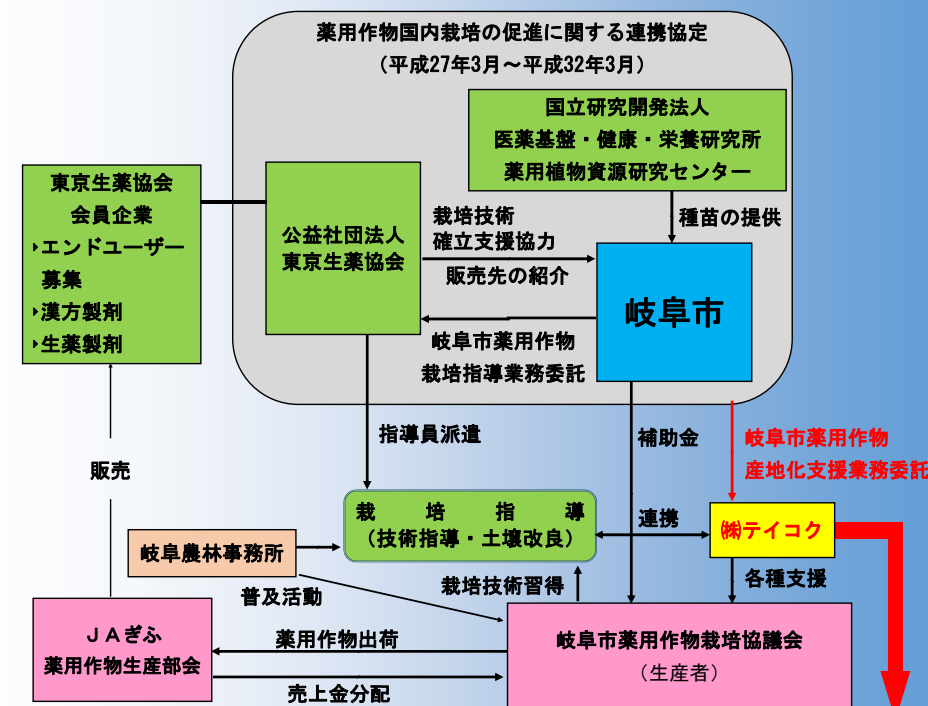 薬用作物国内栽培の促進に関する連携協定
（平成27年3月～平成32年3月）
国立研究開発法人
医薬基盤・健康・栄養研究所
薬用植物資源研究センター
東京生薬協会
会員企業
エンドユーザー
募集
漢方製剤
生薬製剤
公益社団法人
東京生薬協会
栽培技術
確立支援協力
販売先の紹介
種苗の提供
岐阜市
岐阜市薬用作物
栽培指導業務委託
指導員派遣
補助金
岐阜市薬用作物
産地化支援業務委託
販売
栽培指導
（技術指導・土壌改良）
連携
㈱テイコク
岐阜農林事務所
栽培技術習得
各種支援
普及活動
ＪＡぎふ
薬用作物生産部会
薬用作物出荷
売上金分配
岐阜市薬用作物栽培協議会
（生産者）